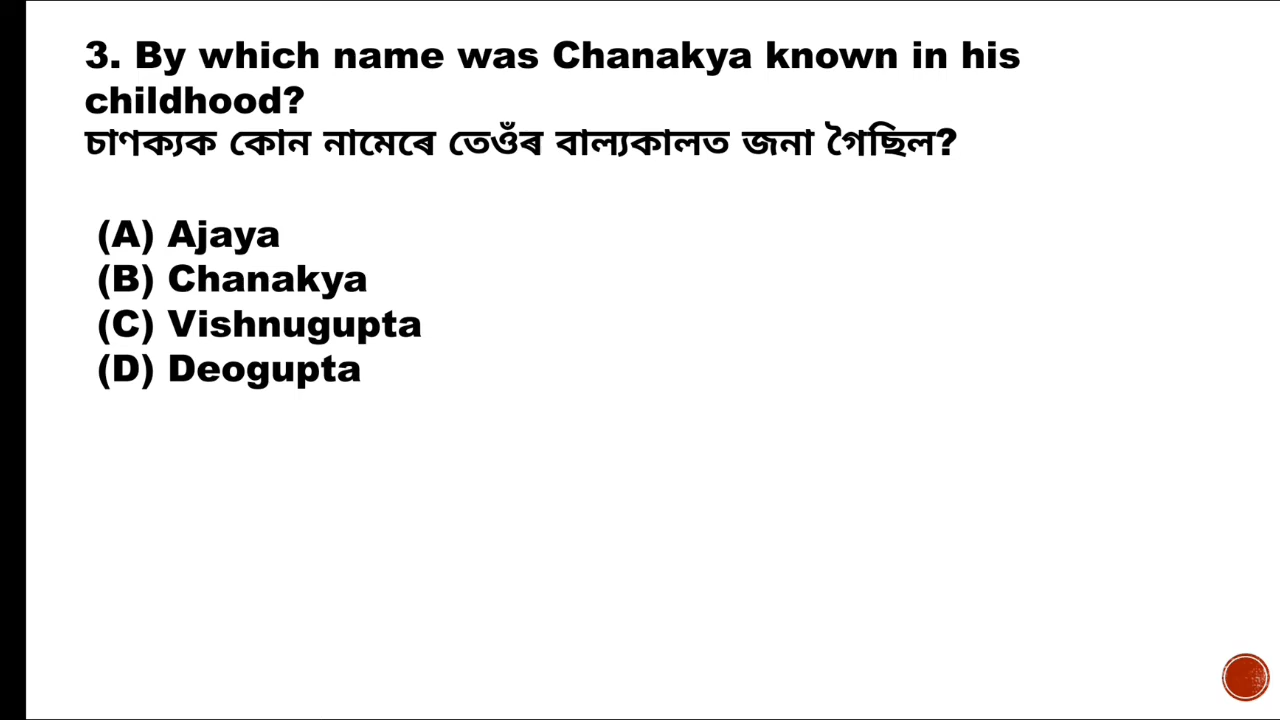 3. By which name was Chanakya known in his
childhood?
চাণক্যক কোন নামেৰে তেওঁৰ বাল্যকালত জনা গৈছিল?
(A) Ajaya
(B) Chanakya
(C) Vishnugupta
(D) Deogupta